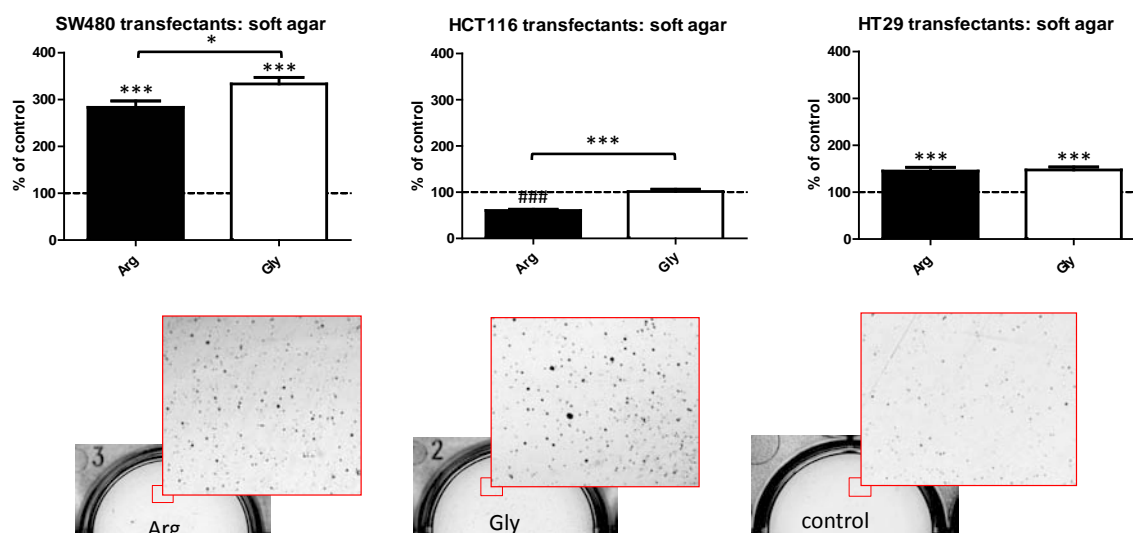 SW480 transfectants: soft agar
400
300
200
100
0
% of control
*
***
***
Arg
Gly
HCT116 transfectants: soft agar
400
300
200
100
0
% of control
***
###
Arg
Gly
HT29 transfectants: soft agar
400
300
200
100
0
% of control
***
***
Arg
Gly
3
Arg
2
Gly
control